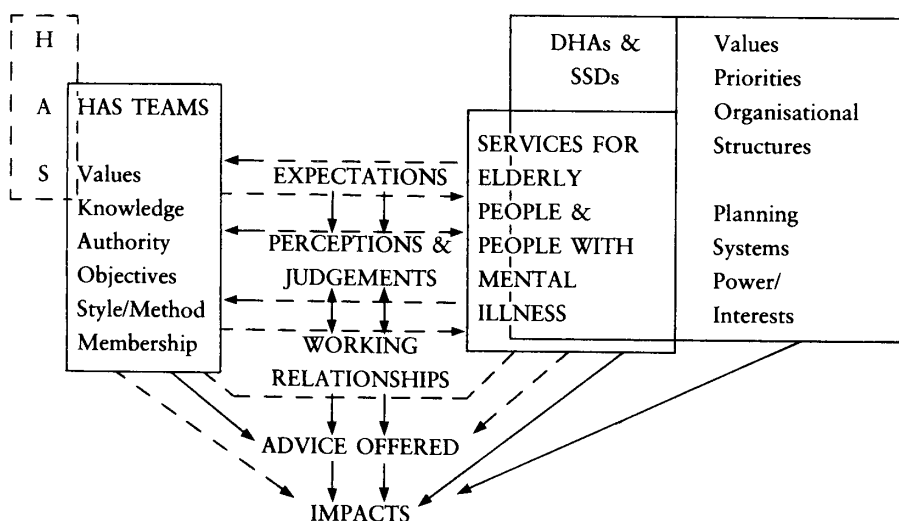 H
A
S
HAS TEAMS
Values
Knowledge
Authority
Objectives
Style/Method
Membership
EXPECTATIONS
PERCEPTIONS &
JUDGEMENTS
WORKING
RELATIONSHIPS
ADVICE OFFERED
IMPACTS
SERVICES FOR
ELDERLY
PEOPLE &
PEOPLE WITH
MENTAL
ILLNESS
DHAs &
SSDs
Values
Priorities
Organisational
Structures
Planning
Systems
Power/
Interests